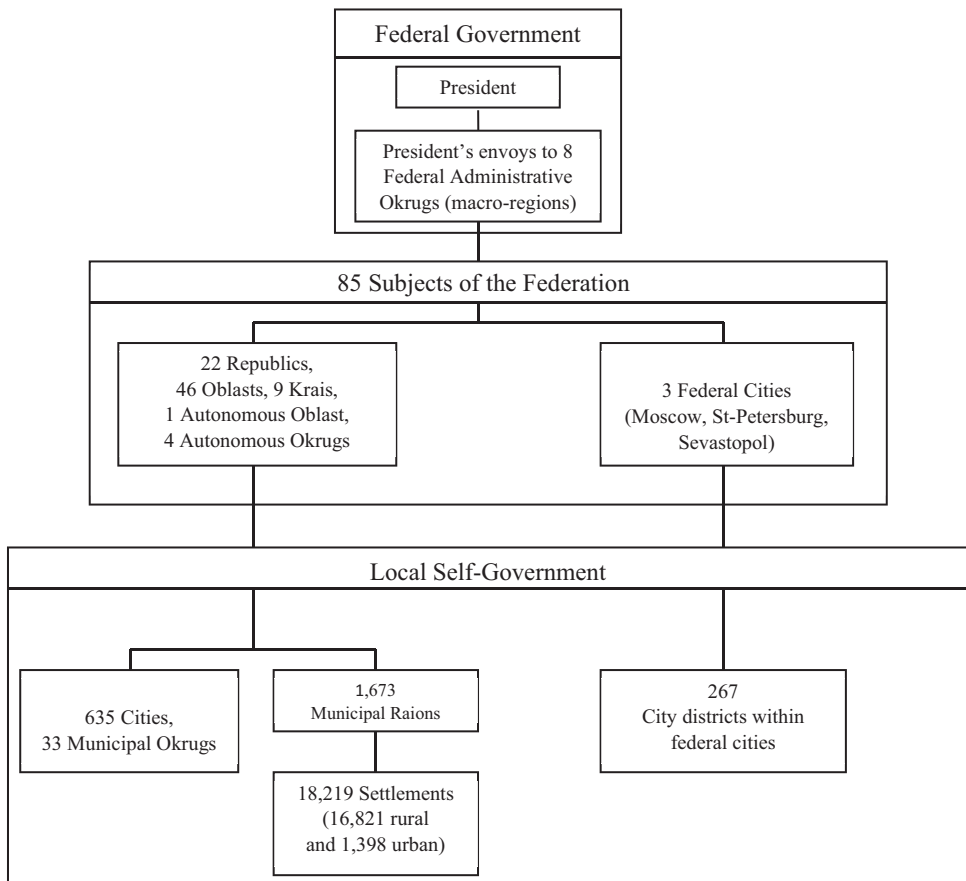 Federal Government
President
President’s envoys to 8
Federal Administrative
Okrugs (macro-regions)
85 Subjects of the Federation
22 Republics,
46 Oblasts, 9 Krais,
1 Autonomous Oblast,
4 Autonomous Okrugs
3 Federal Cities
(Moscow, St-Petersburg,
Sevastopol)
Local Self-Government
635 Cities,
33 Municipal Okrugs
1,673
Municipal Raions
18,219 Settlements
(16,821 rural
and 1,398 urban)
267
City districts within
federal cities